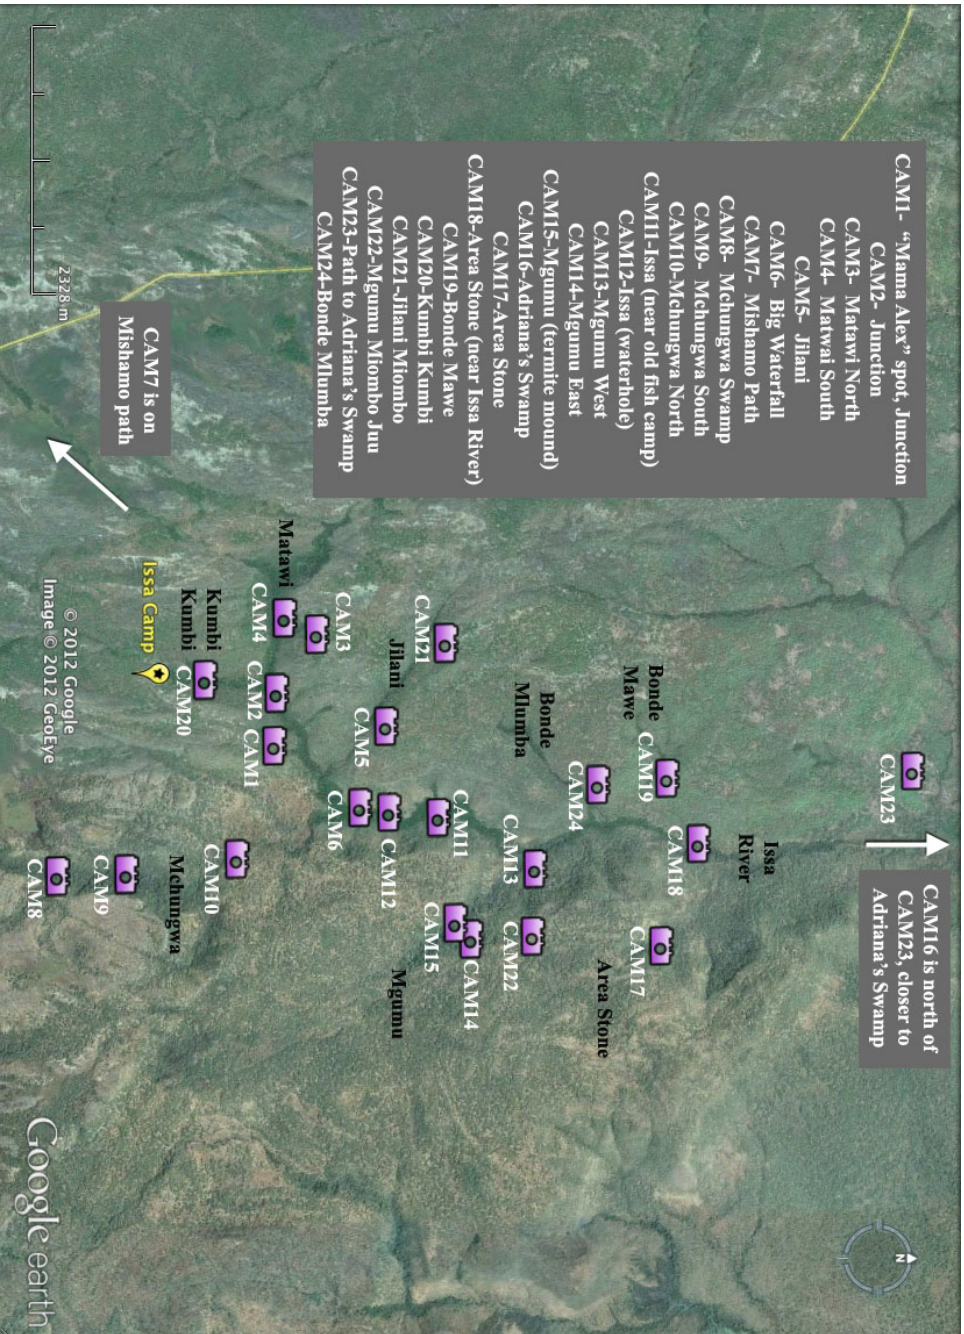 CAM1- “Mama Alex” spot, Junction
CAM2- Junction
CAM3- Matawi North
CAM4- Matwai South
CAM5- Jilani
CAM6- Big Waterfall
CAM7- Mishamo Path
CAM8- Mchungwa Swamp
CAM9- Mchungwa South
CAM10-Mchungwa North
CAM11-Issa (near old fish camp)
CAM12-Issa (waterhole)
CAM13-Mgumu West
CAM14-Mgumu East
CAM15-Mgumu (termite mound)
CAM16-Adriana’s Swamp
CAM17-Area Stone
CAM18-Area Stone (near Issa River)
CAM19-Bonde Mawe
CAM20-Kumbi Kumbi
CAM21-Jilani Miombo
CAM22-Mgumu Miombo Juu
CAM23-Path to Adriana’s Swamp
CAM24-Bonde Mlumba
CAM16 is north of
CAM23, closer to
Adriana’s Swamp
N
CAM23
Issa
River
CAM18
Bonde
Mawe
CAM19
CAM17
Area Stone
Bonde
Mlumba
CAM24
CAM13
CAM22
CAM21
CAM11
CAM14
CAM15
Mgumu
Jilani
CAM5
CAM12
CAM6
CAM3
Matawi
CAM4
CAM2
CAM1
CAM10
Kumbi
Kumbi
CAM20
Mchungwa
Issa Camp
CAM9
CAM8
CAM7 is on
Mishamo path
2328 m
© 2012 Google
Image © 2012 GeoEye
Google earth